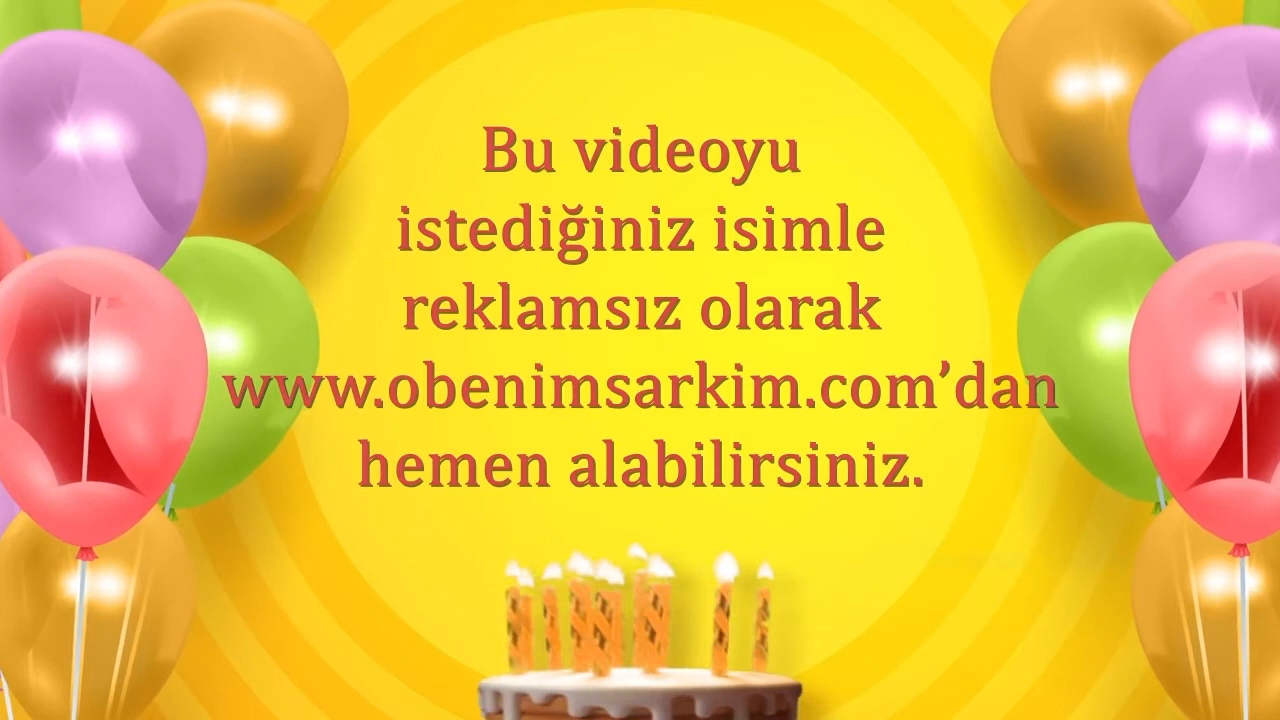 Bu videoyu
istediğiniz isimle
reklamsız olarak
www.obenimsarkim.com’dan
hemen alabilirsiniz.